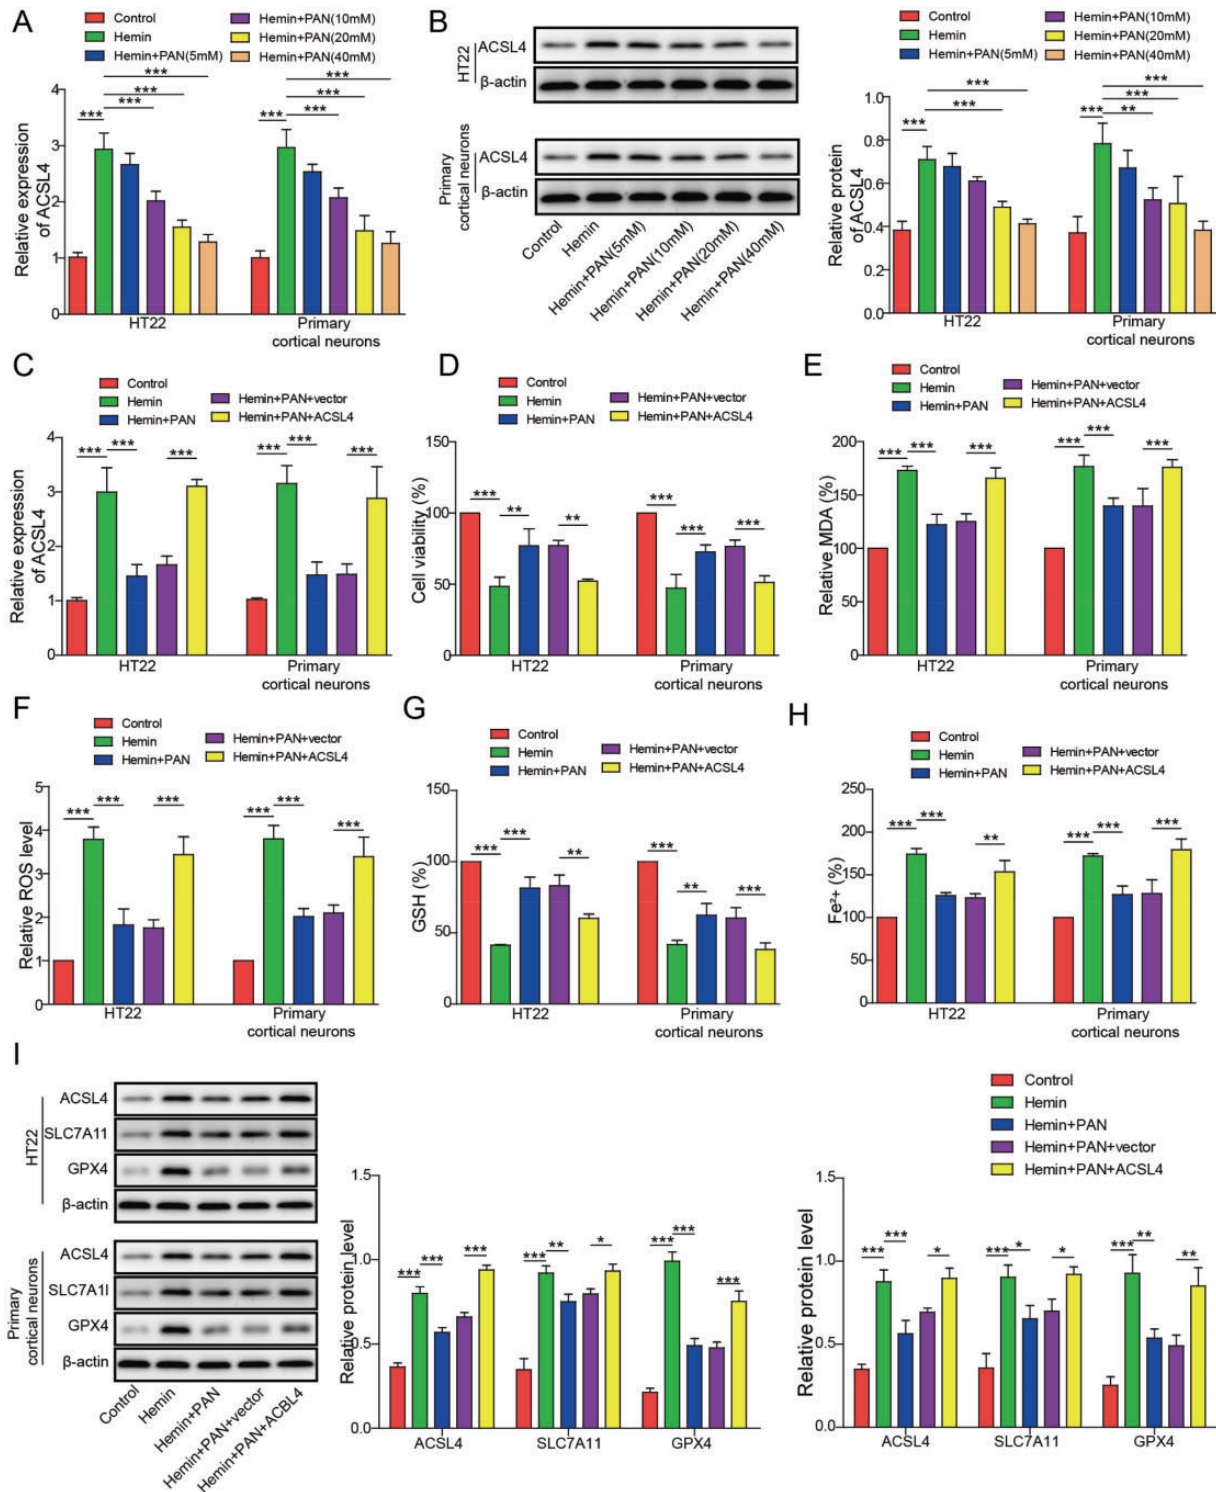 A
Control
Hemin
Hemin+PAN(5mM)
Hemin+PAN(10mM)
Hemin+PAN(20mM)
Hemin+PAN(40mM)
Relative expression
of ACSL4
4
3
2
1
0
***
***
***
***
***
***
***
***
HT22
Primary
cortical neurons
B
HT22
ACSL4
β-actin
Primary
cortical neurons
ACSL4
β-actin
Control
Hemin
Hemin+PAN(5mM)
Hemin+PAN(10mM)
Hemin+PAN(20mM)
Hemin+PAN(40mM)
Control
Hemin
Hemin+PAN(5mM)
Hemin+PAN(10mM)
Hemin+PAN(20mM)
Hemin+PAN(40mM)
Relative protein
of ACSL4
1.0
0.8
0.6
0.4
0.2
0.0
***
***
***
***
***
***
**
HT22
Primary
cortical neurons
C
Control
Hemin
Hemin+PAN
Hemin+PAN+vector
Hemin+PAN+ACSL4
Relative expression
of ACSL4
4
3
2
1
0
***
***
***
***
***
***
HT22
Primary
cortical neurons
D
Control
Hemin
Hemin+PAN
Hemin+PAN+vector
Hemin+PAN+ACSL4
Cell viability (%)
150
100
50
0
***
**
**
***
***
***
HT22
Primary
cortical neurons
E
Control
Hemin
Hemin+PAN
Hemin+PAN+vector
Hemin+PAN+ACSL4
Relative MDA (%)
200
150
100
50
0
***
***
***
***
***
***
HT22
Primary
cortical neurons
F
Control
Hemin
Hemin+PAN
Hemin+PAN+vector
Hemin+PAN+ACSL4
Relative ROS level
5
4
3
2
1
0
***
***
***
***
***
***
HT22
Primary
cortical neurons
G
Control
Hemin
Hemin+PAN
Hemin+PAN+vector
Hemin+PAN+ACSL4
GSH (%)
150
100
50
0
***
***
**
***
**
***
HT22
Primary
cortical neurons
H
Control
Hemin
Hemin+PAN
Hemin+PAN+vector
Hemin+PAN+ACSL4
Fe²+ (%)
250
200
150
100
50
0
***
***
**
***
***
***
HT22
Primary
cortical neurons
I
HT22
ACSL4
SLC7A11
GPX4
β-actin
Primary
cortical neurons
ACSL4
SLC7A1I
GPX4
β-actin
Control
Hemin
Hemin+PAN
Hemin+PAN+vector
Hemin+PAN+ACBL4
Relative protein level
1.5
1.0
0.5
0.0
***
***
***
***
**
*
***
***
***
ACSL4
SLC7A11
GPX4
Control
Hemin
Hemin+PAN
Hemin+PAN+vector
Hemin+PAN+ACSL4
Relative protein level
1.5
1.0
0.5
0.0
***
***
*
***
*
*
***
**
**
ACSL4
SLC7A11
GPX4